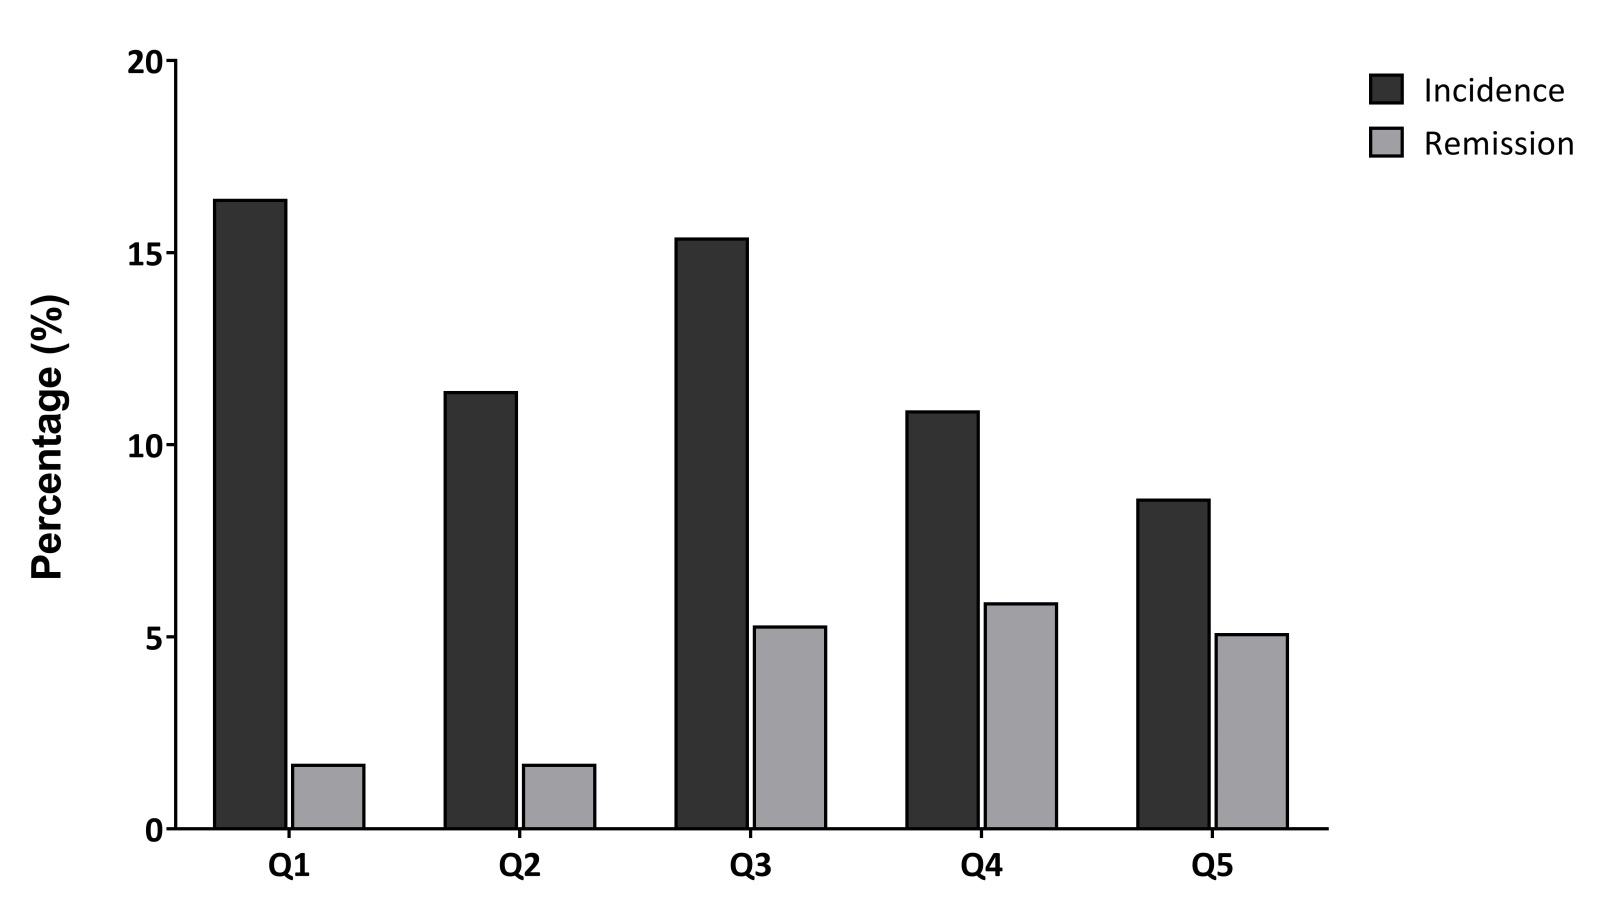 Percentage (%)
20
15
10
5
0
Q1 Q2 Q3 Q4 Q5
Incidence
Remission